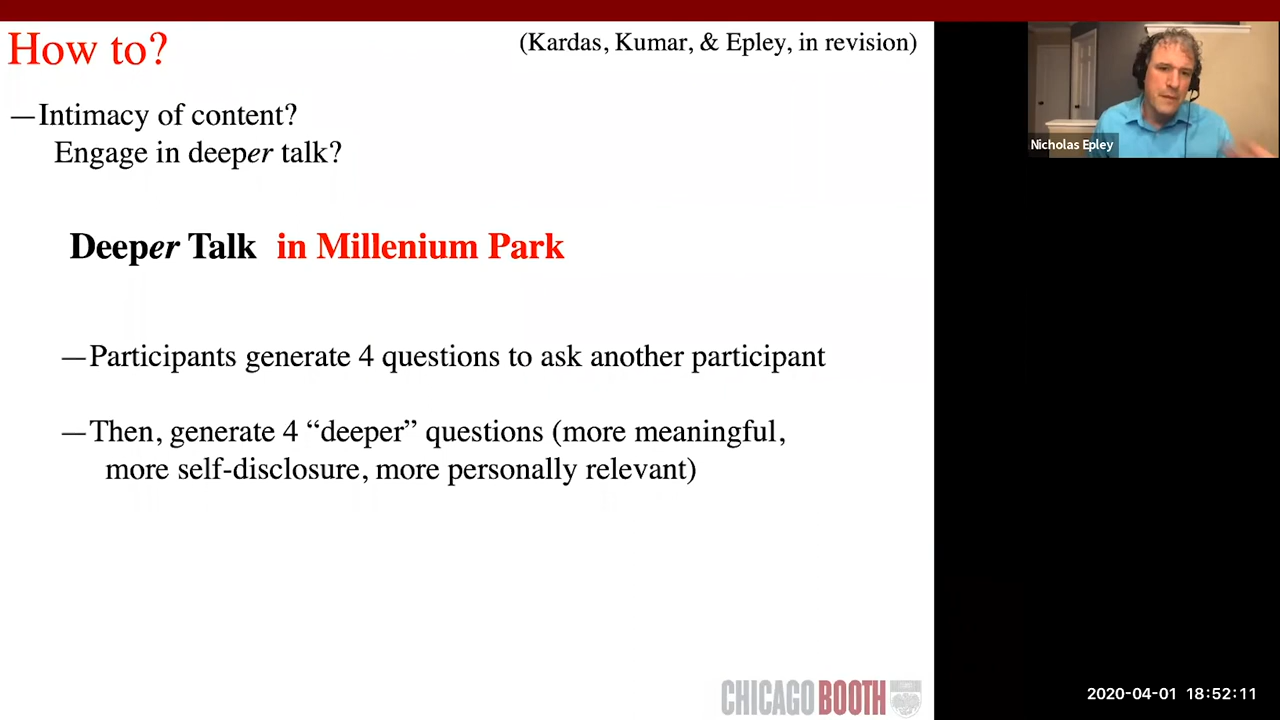 How to?
(Kardas, Kumar, & Epley, in revision)
—Intimacy of content?
Engage in deeper talk?
Deeper Talk in Millenium Park
—Participants generate 4 questions to ask another participant
—Then, generate 4 “deeper” questions (more meaningful,
more self-disclosure, more personally relevant)
CHICAGO BOOTH
Nicholas Epley
2020-04-01 18:52:11